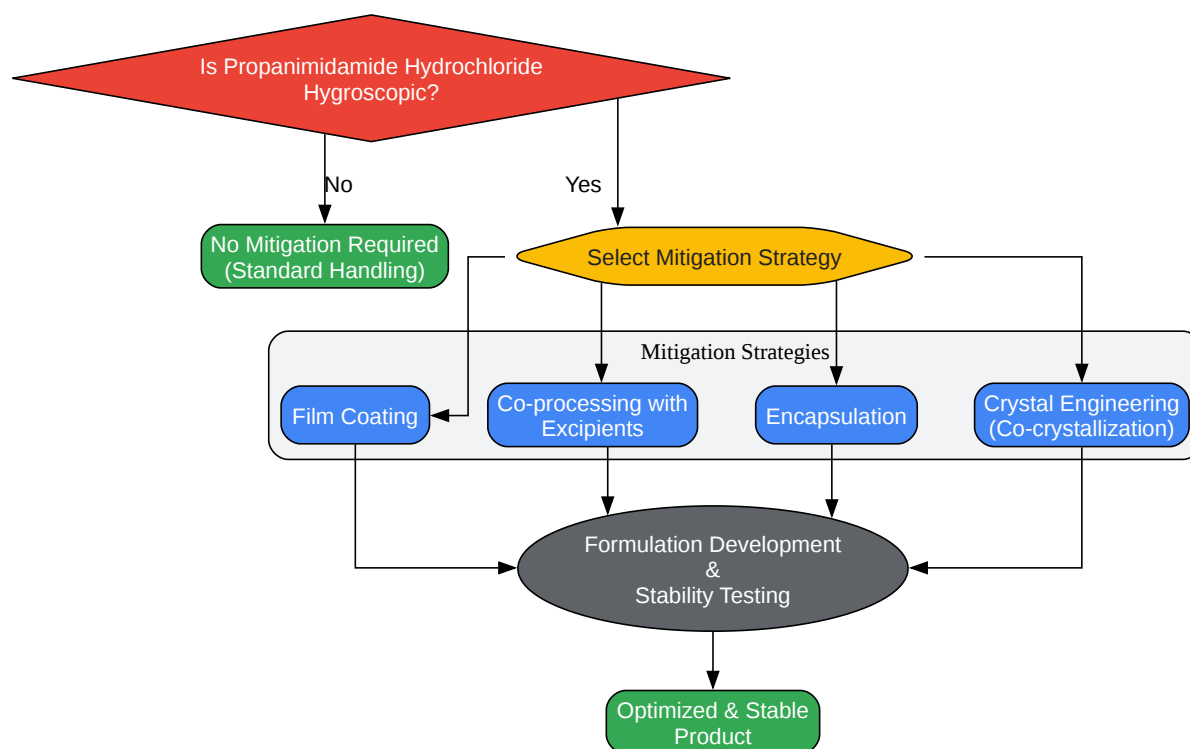 Is Propanimidamide Hydrochloride
Hygroscopic?
No
Yes
No Mitigation Required
(Standard Handling)
Select Mitigation Strategy
Mitigation Strategies
Film Coating
Co-processing with
Excipients
Encapsulation
Crystal Engineering
(Co-crystallization)
Formulation Development
&
Stability Testing
Optimized & Stable
Product